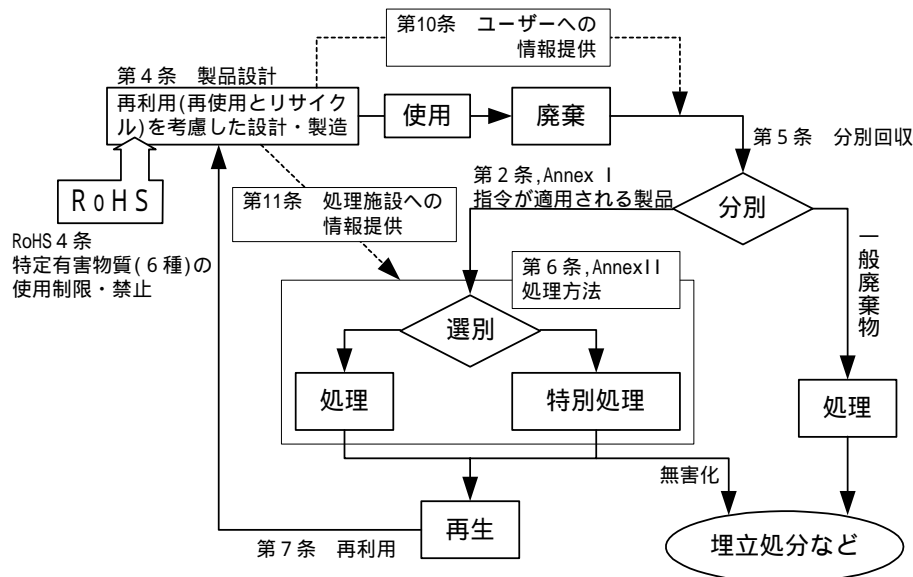 第10条　ユーザーへの
情報提供
第４条　製品設計
再利用(再使用とリサイク
ル)を考慮した設計・製造
使用
廃棄
第５条　分別回収
RoHS
RoHS４条
特定有害物質(６種)の
使用制限・禁止
第11条　処理施設への
情報提供
第２条,Annex I
指令が適用される製品
分別
一般廃棄物
第６条,AnnexII
処理方法
選別
処理
特別処理
処理
無害化
再生
第７条　再利用
埋立処分など